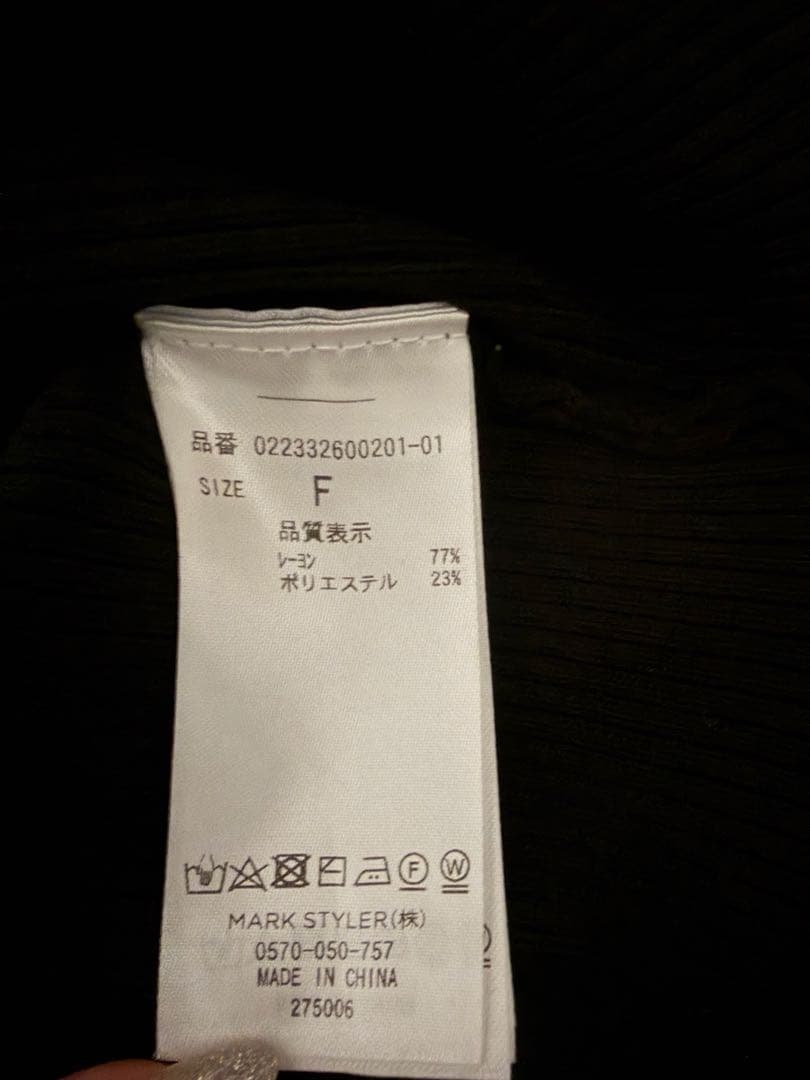 品番 022332600201-01
SIZE F
品質表示
ﾚｰﾖﾝ 77%
ポリエステル 23%
F W
MARK STYLER(株)
0570-050-757
MADE IN CHINA
275006